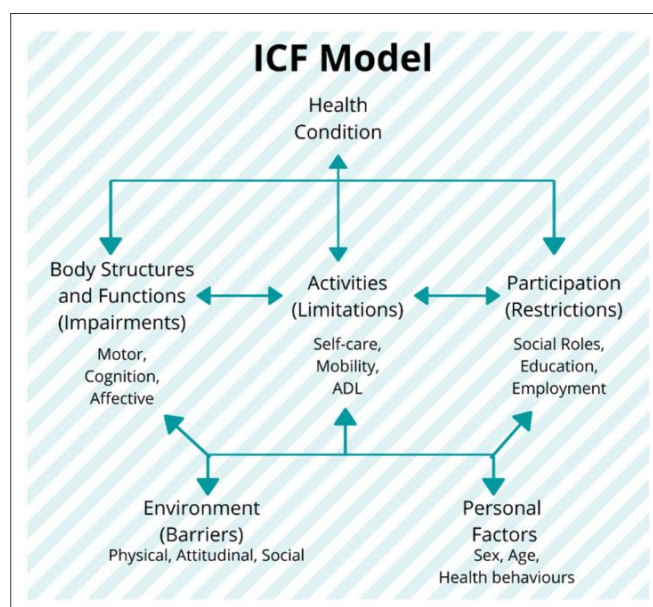 ICF Model
Health
Condition
Body Structures
and Functions
(Impairments)
Motor,
Cognition,
Affective
Activities
(Limitations)
Self-care,
Mobility,
ADL
Participation
(Restrictions)
Social Roles,
Education,
Employment
Environment
(Barriers)
Physical, Attitudinal, Social
Personal
Factors
Sex, Age,
Health behaviours